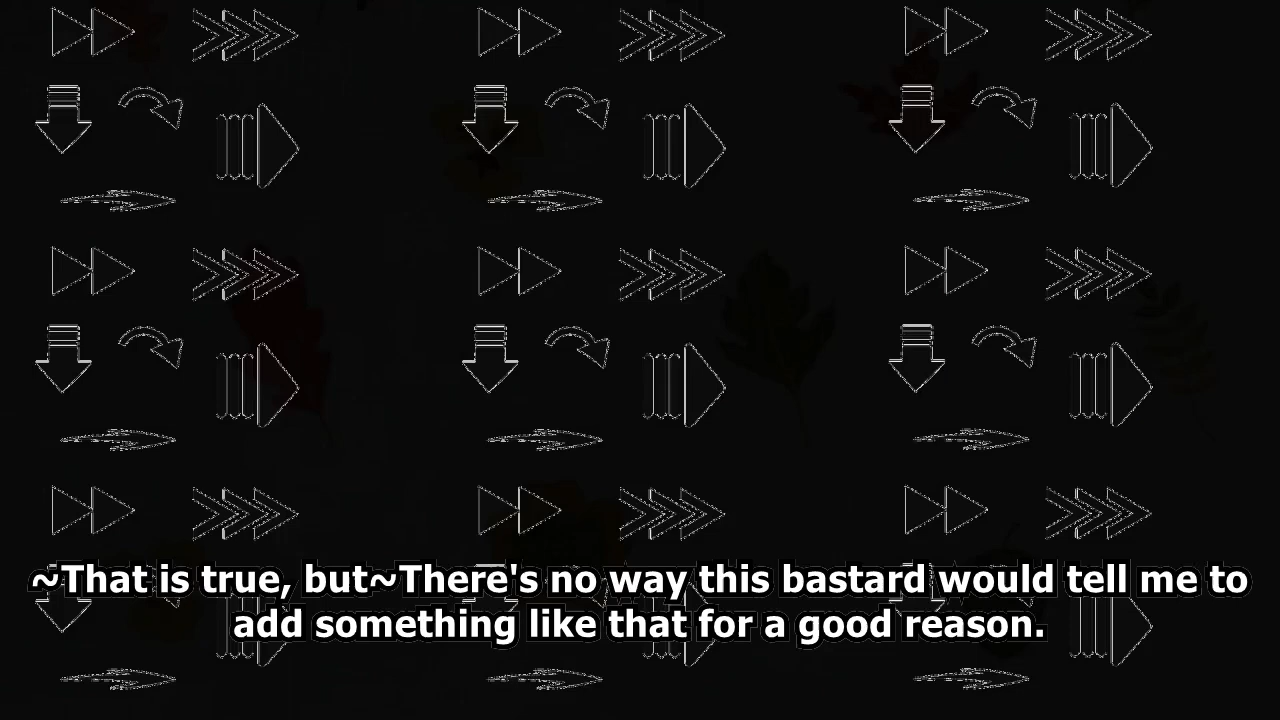 ~That is true, but~There's no way this bastard would tell me to
add something like that for a good reason.